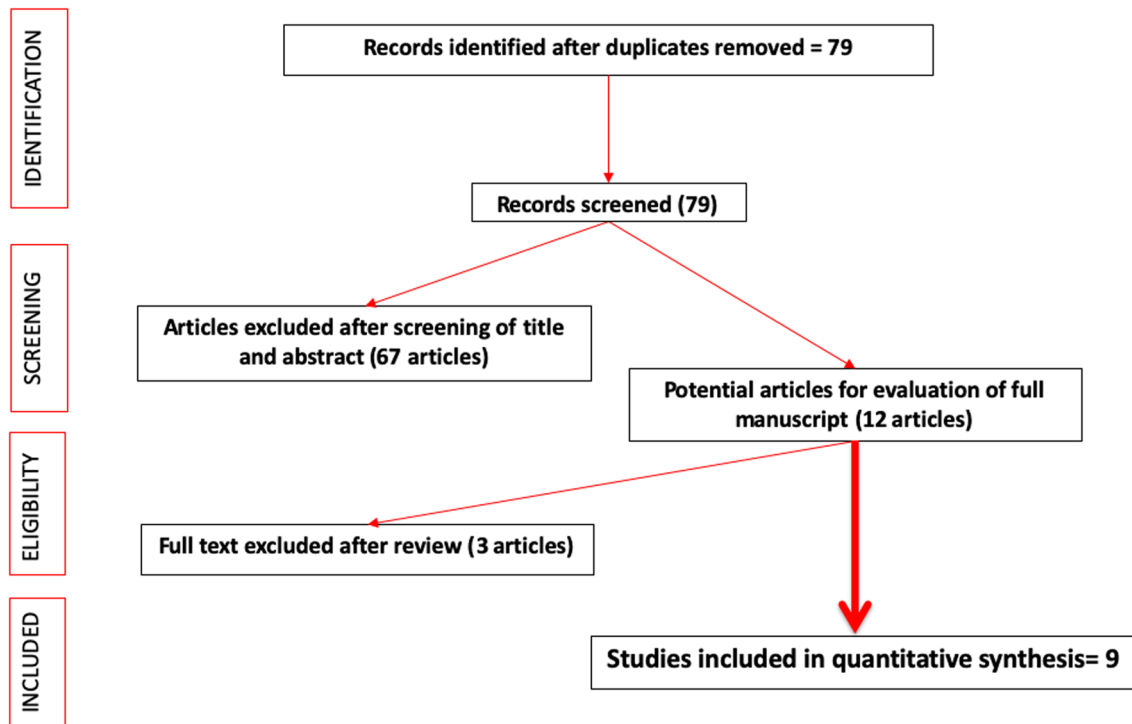 IDENTIFICATION
Records identified after duplicates removed = 79
Records screened (79)
SCREENING
Articles excluded after screening of title
and abstract (67 articles)
Potential articles for evaluation of full
manuscript (12 articles)
ELIGIBILITY
Full text excluded after review (3 articles)
INCLUDED
Studies included in quantitative synthesis= 9